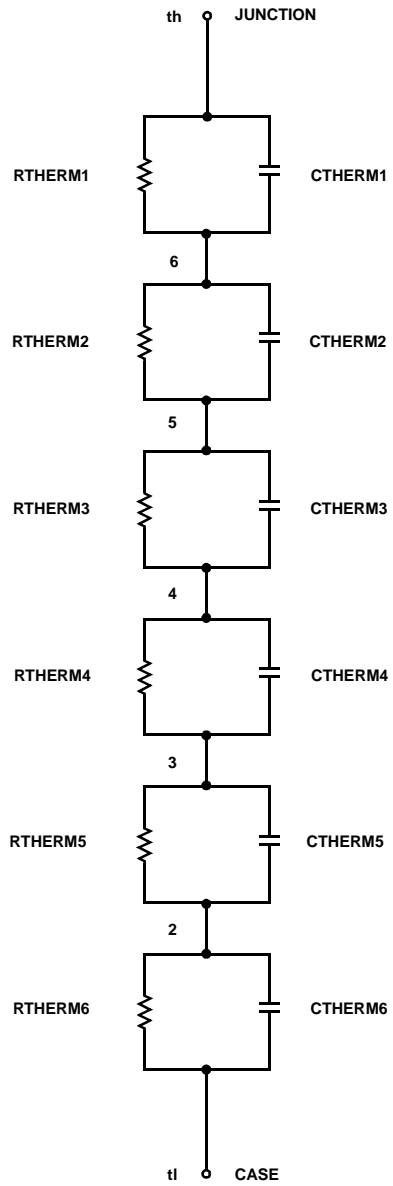 th JUNCTION
RTHERM1 CTHERM1
6
RTHERM2 CTHERM2
5
RTHERM3 CTHERM3
4
RTHERM4 CTHERM4
3
RTHERM5 CTHERM5
2
RTHERM6 CTHERM6
tl CASE